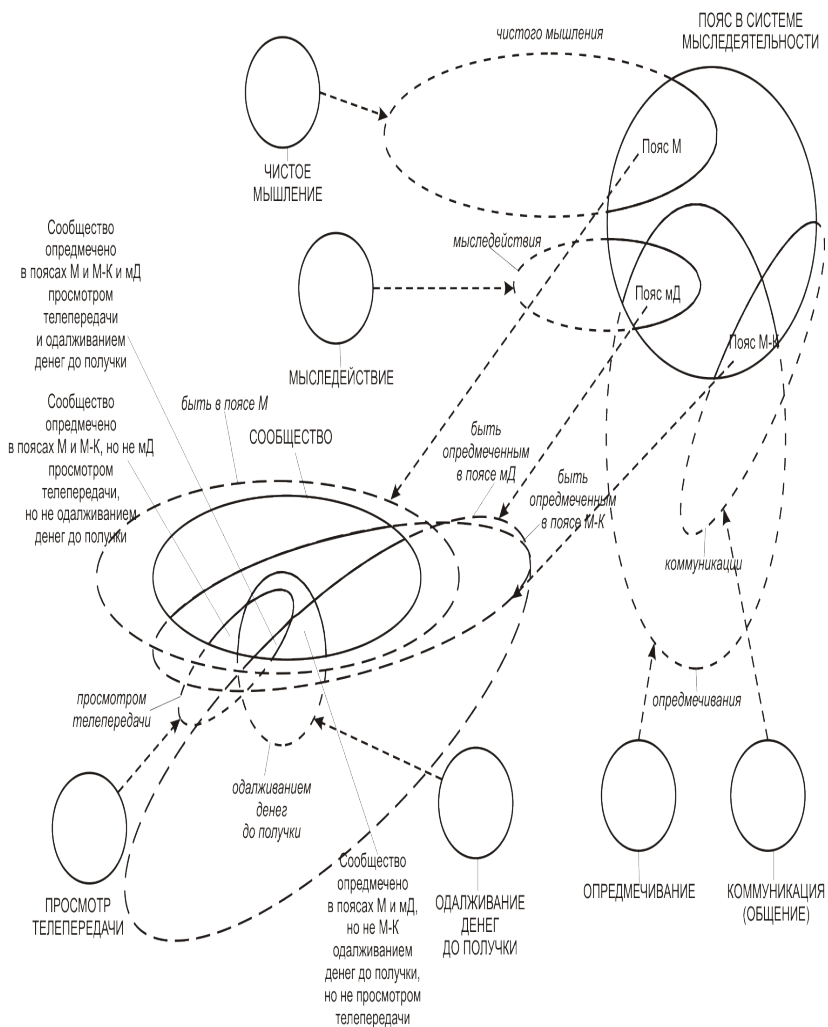 ПОЯС В СИСТЕМЕ
МЫСЛЕДЕЯТЕЛЬНОСТИ
чистого мышления
Пояс М
ЧИСТОЕ
МЫШЛЕНИЕ
Сообщество
опредмечено
в поясах М и М-К и мД
просмотром
телепередачи
и одалживанием
денег до получки
мыследействия
Пояс мД
Пояс М-К
МЫСЛЕДЕЙСТВИЕ
Сообщество
опредмечено
в поясах М и М-К, но не мД
просмотром
телепередачи,
но не одалживанием
денег до получки
быть в поясе М
СООБЩЕСТВО
быть
опредмеченным
в поясе мД
быть
опредмеченным
в поясе М-К
коммуникации
просмотром
телепередачи
опредмечивания
одалживанием
денег
до получки
ПРОСМОТР
ТЕЛЕПЕРЕДАЧИ
Сообщество
опредмечено
в поясах М и мД,
но не М-К
одалживанием
денег до получки,
но не просмотром
телепередачи
ОДАЛЖИВАНИЕ
ДЕНЕГ
ДО ПОЛУЧКИ
ОПРЕДМЕЧИВАНИЕ
КОММУНИКАЦИЯ
(ОБЩЕНИЕ)